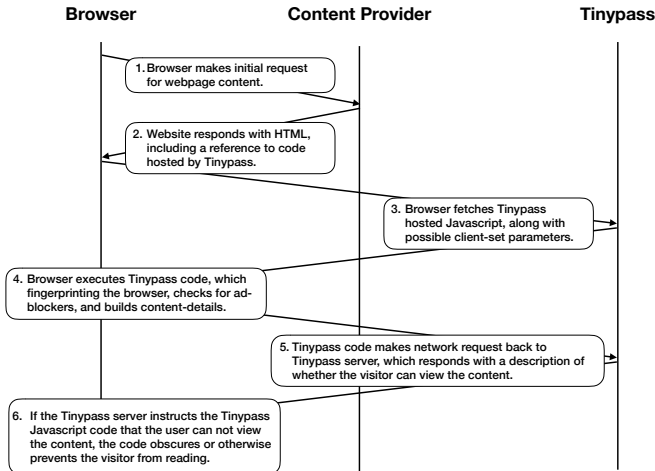 Browser
Content Provider
Tinypass
1. Browser makes initial request
for webpage content.
2. Website responds with HTML,
including a reference to code
hosted by Tinypass.
3. Browser fetches Tinypass
hosted Javascript, along with
possible client-set parameters.
4. Browser executes Tinypass code, which
fingerprinting the browser, checks for ad-
blockers, and builds content-details.
5. Tinypass code makes network request back to
Tinypass server, which responds with a description of
whether the visitor can view the content.
6. If the Tinypass server instructs the Tinypass
Javascript code that the user can not view
the content, the code obscures or otherwise
prevents the visitor from reading.